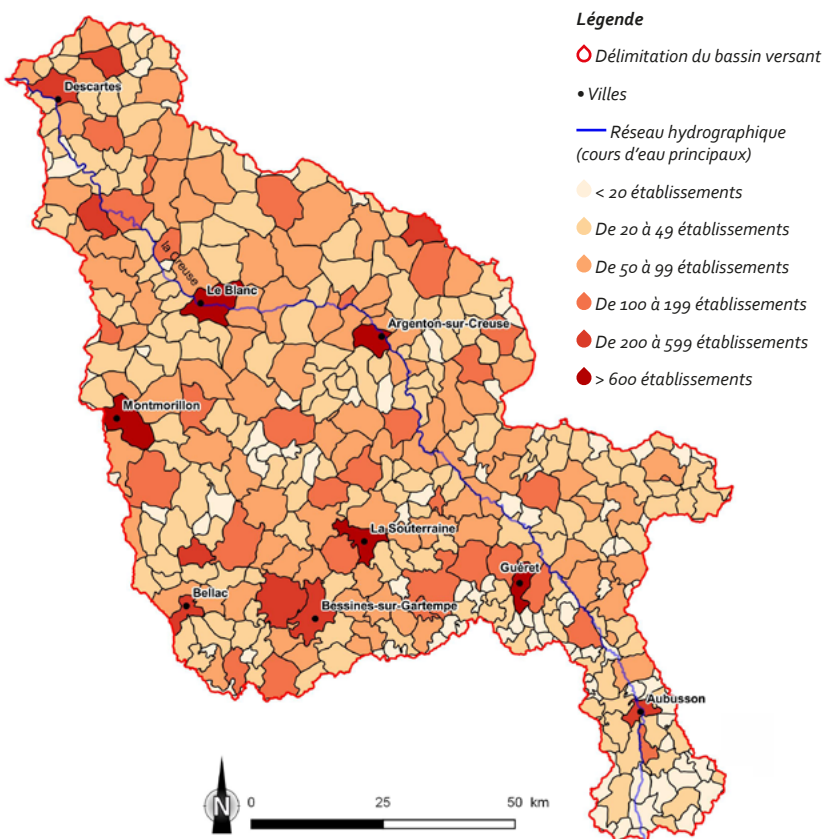 Légende
Délimitation du bassin versant
• Villes
Réseau hydrographique
(cours d'eau principaux)
< 20 établissements
De 20 à 49 établissements
De 50 à 99 établissements
De 100 à 199 établissements
De 200 à 599 établissements
> 600 établissements
Descartes
la Creuse
Le Blanc
Argenton-sur-Creuse
Montmorillon
La Souterraine
Guéret
Bellac
Bessines-sur-Gartempe
Aubusson
N
0 25 50 km